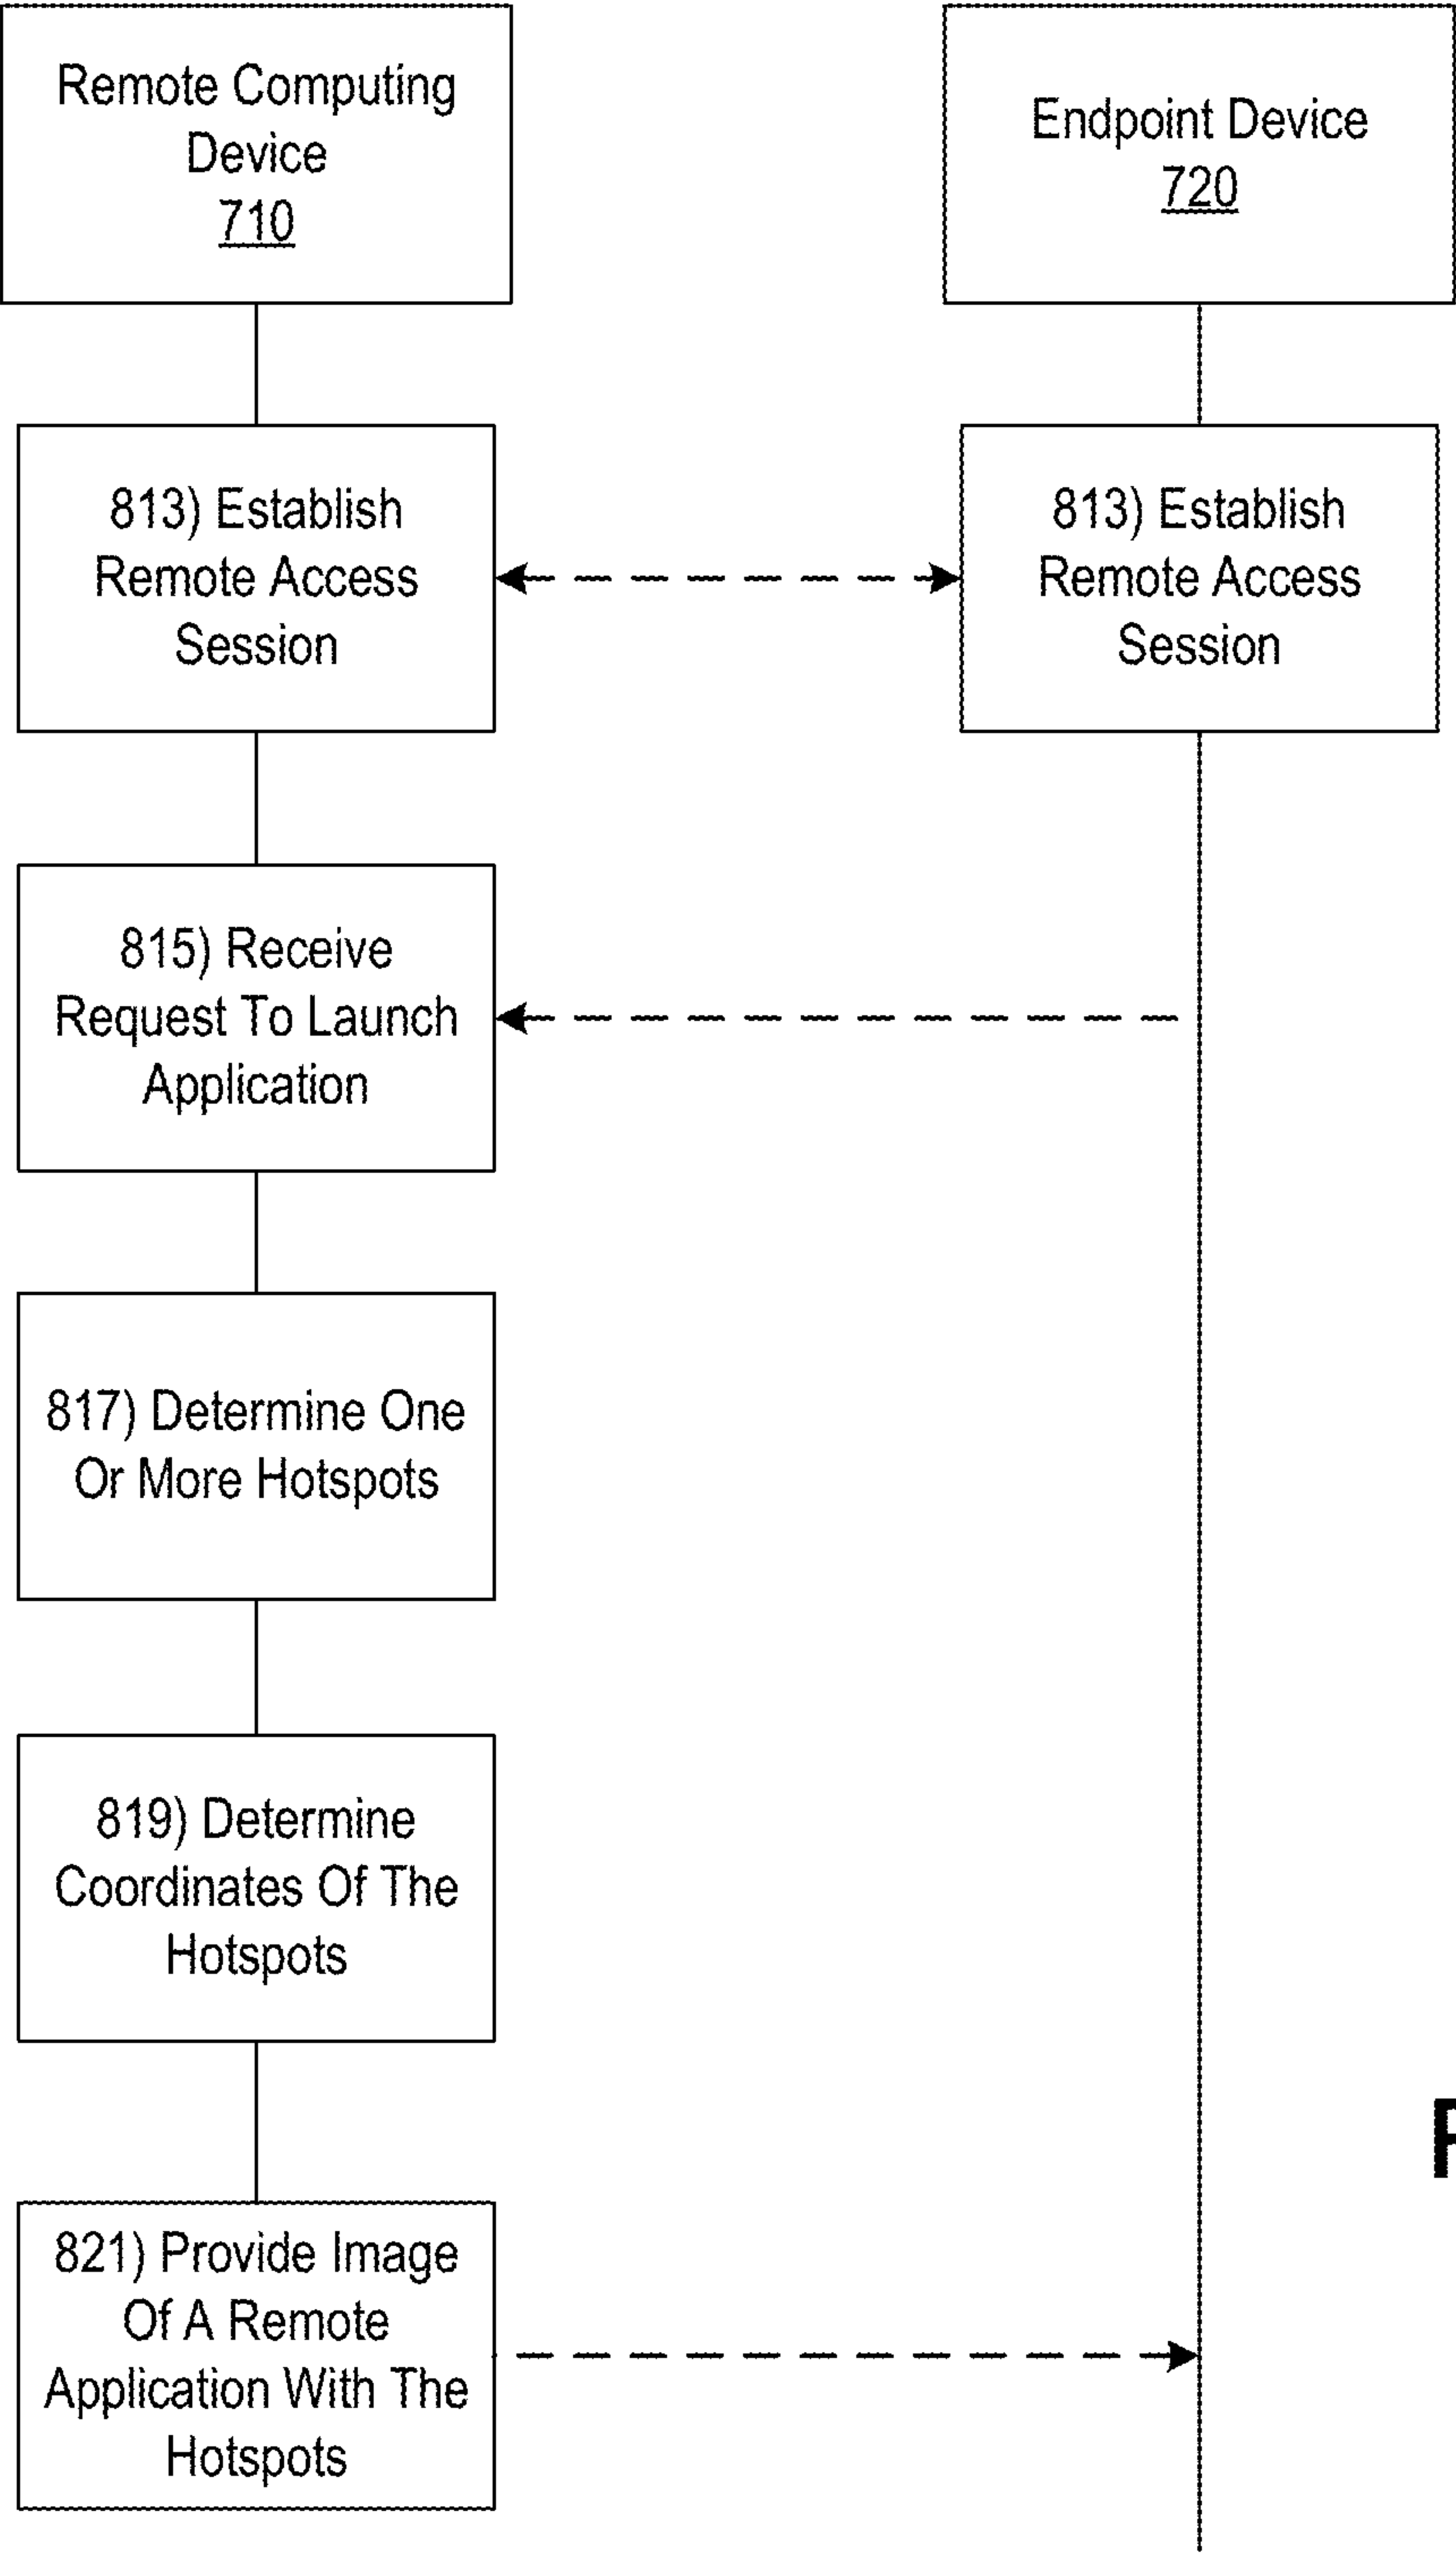 Remote Computing
Device
710
Endpoint Device
720
813) Establish
Remote Access
Session
813) Establish
Remote Access
Session
815) Receive
Request To Launch
Application
817) Determine One
Or More Hotspots
819) Determine
Coordinates Of The
Hotspots
821) Provide Image
Of A Remote
Application With The
Hotspots